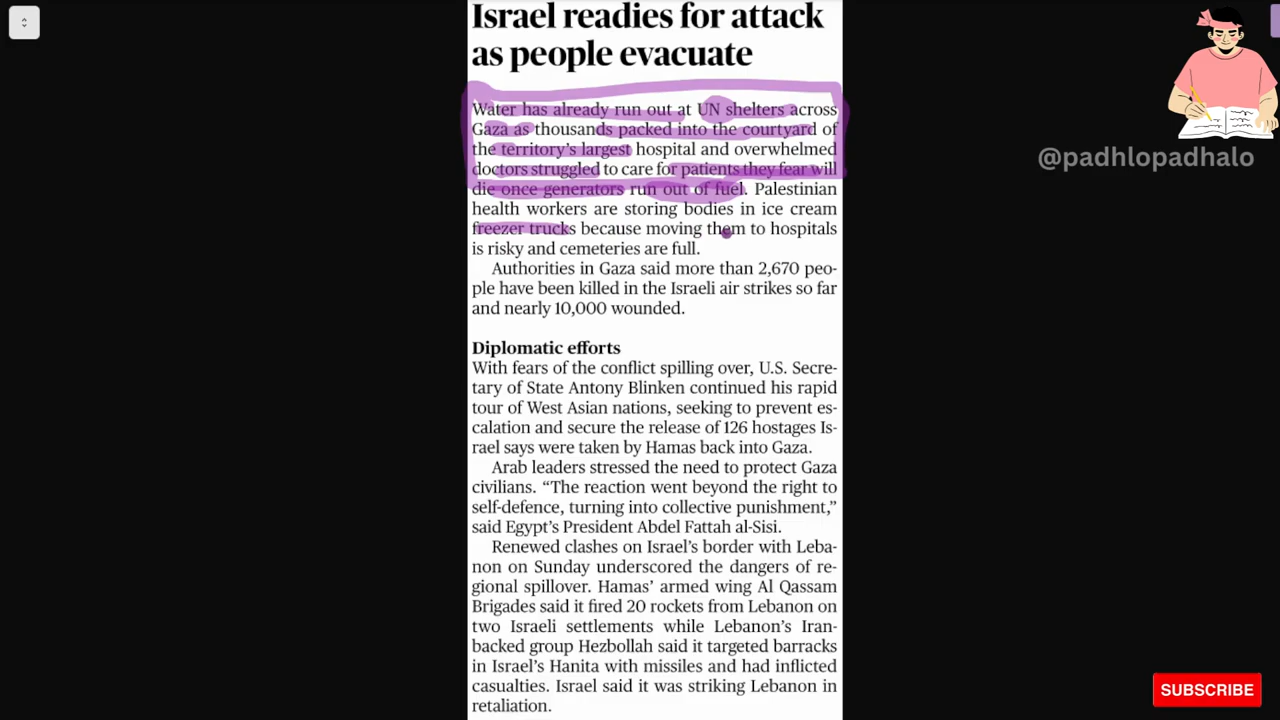 Israel readies for attack
as people evacuate
Water has already run out at UN shelters across
Gaza as thousands packed into the courtyard of
the territory's largest hospital and overwhelmed
doctors struggled to care for patients they fear will
die once generators run out of fuel. Palestinian
health workers are storing bodies in ice cream
freezer trucks because moving them to hospitals
is risky and cemeteries are full.
Authorities in Gaza said more than 2,670 peo-
ple have been killed in the Israeli air strikes so far
and nearly 10,000 wounded.
Diplomatic efforts
With fears of the conflict spilling over, U.S. Secre-
tary of State Antony Blinken continued his rapid
tour of West Asian nations, seeking to prevent es-
calation and secure the release of 126 hostages Is-
rael says were taken by Hamas back into Gaza.
Arab leaders stressed the need to protect Gaza
civilians. “The reaction went beyond the right to
self-defence, turning into collective punishment,”
said Egypt's President Abdel Fattah al-Sisi.
Renewed clashes on Israel's border with Leba-
non on Sunday underscored the dangers of re-
gional spillover. Hamas' armed wing Al Qassam
Brigades said it fired 20 rockets from Lebanon on
two Israeli settlements while Lebanon's Iran-
backed group Hezbollah said it targeted barracks
in Israel's Hanita with missiles and had inflicted
casualties. Israel said it was striking Lebanon in
retaliation.
@padhlopadhalo
SUBSCRIBE